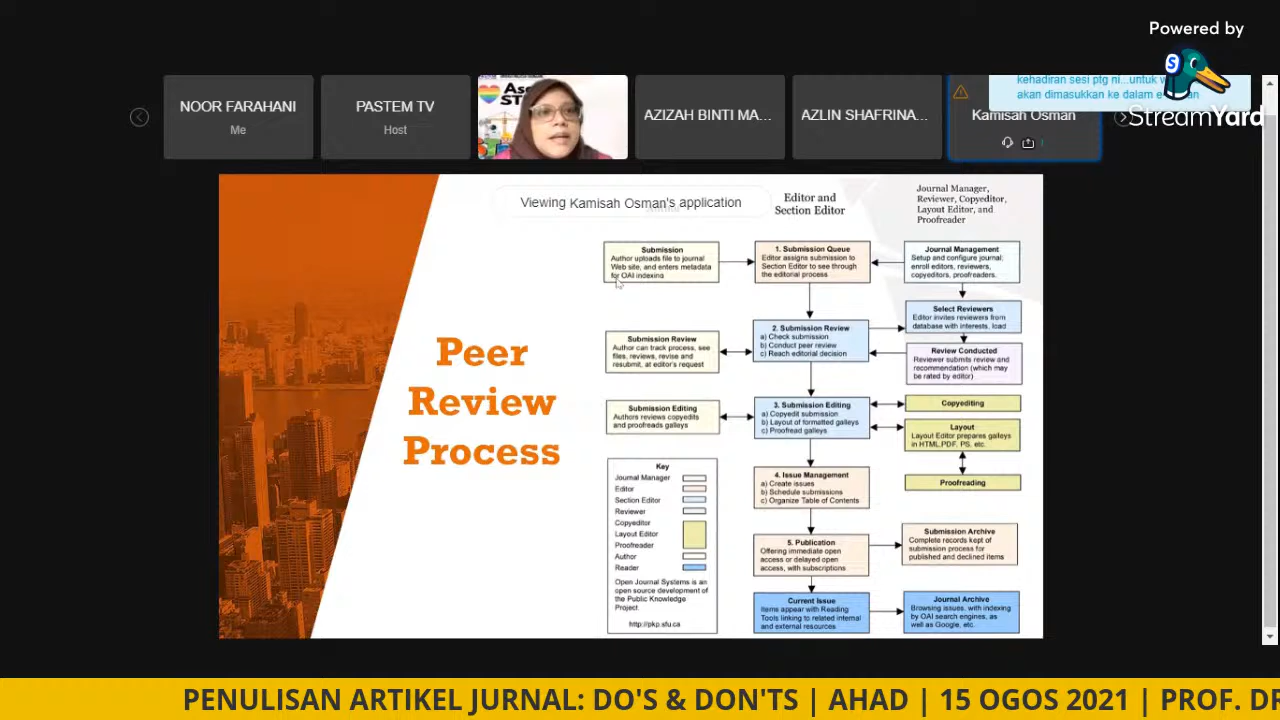 Powered by
StreamYard
kehadiran sesi ptg ni...untuk
akan dimasukkan ke dalam
NOOR FARAHANI
Me
PASTEM TV
Host
AZIZAH BINTI MA...
AZLIN SHAFRINA...
Kamisah Osman
Viewing Kamisah Osman's application
Editor and
Section Editor
Journal Manager,
Reviewer, Copyeditor,
Layout Editor, and
Proofreader
Peer
Review
Process
Submission
Author uploads file to journal
Web site, and enters metadata
for OAI indexing
1. Submission Queue
Editor assigns submission to
Section Editor to see through
the editorial process
Journal Management
Setup and configure journal;
enroll editors, reviewers,
copyeditors, proofreaders.
Select Reviewers
Editor invites reviewers from
database with interests, load
Submission Review
Author can track process, see
files, reviews, revise and
resubmit, at editor's request
2. Submission Review
a) Check submission
b) Conduct peer review
c) Reach editorial decision
Review Conducted
Reviewer submits review and
recommendation (which may
be rated by editor)
Submission Editing
Authors reviews copyedits
and proofreads galleys
3. Submission Editing
a) Copyedit submission
b) Layout of formatted galleys
c) Proofread galleys
Copyediting
Layout
Layout Editor prepares galleys
in HTML.PDF, PS, etc.
Proofreading
Key
Journal Manager
Editor
Section Editor
Reviewer
Copyeditor
Layout Editor
Proofreader
Author
Reader
Open Journal Systems is an
open source development of
the Public Knowledge
Project
http://pkp.sfu.ca
4. Issue Management
a) Create issues
b) Schedule submissions
c) Organize Table of Contents
5. Publication
Offering immediate open
access or delayed open
access, with subscriptions
Submission Archive
Complete records kept of
submission process for
published and declined items
Current Issue
Items appear with Reading
Tools linking to related internal
and external resources
Journal Archive
Browsing issues, with indexing
by OAI search engines, as
well as Google, etc.
PENULISAN ARTIKEL JURNAL: DO'S & DON'TS | AHAD | 15 OGOS 2021 | PROF. DR